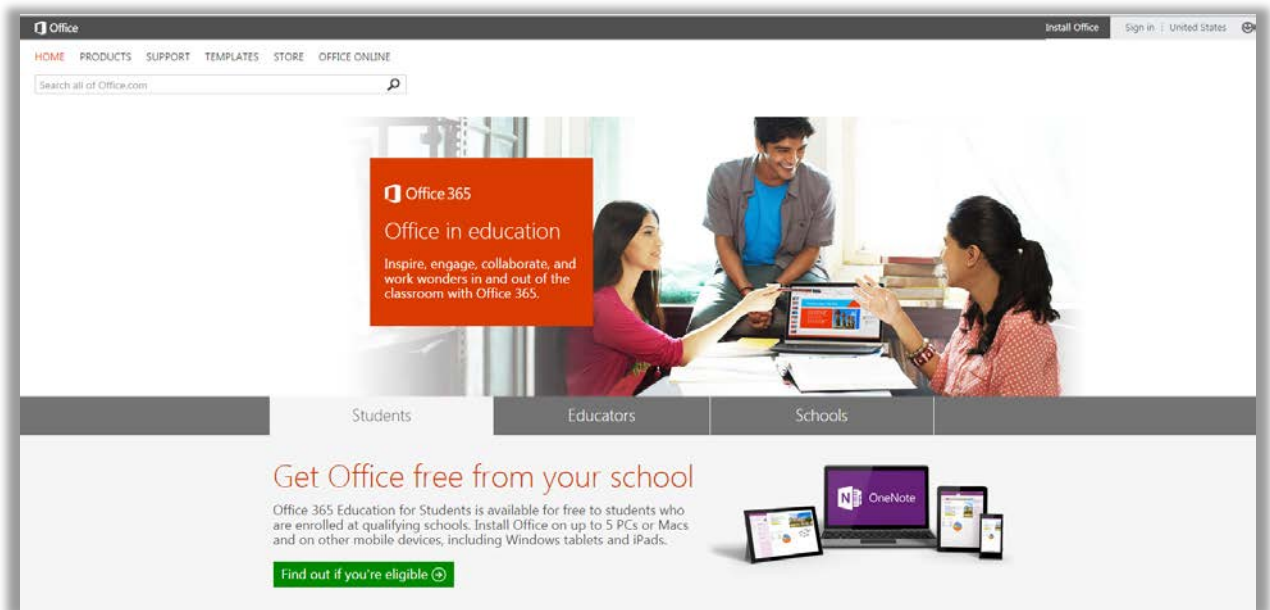 Office
Install Office
Sign in
United States
HOME PRODUCTS SUPPORT TEMPLATES STORE OFFICE ONLINE
Search all of Office.com
Office 365
Office in education
Inspire, engage, collaborate, and
work wonders in and out of the
classroom with Office 365.
Students
Educators
Schools
Get Office free from your school
Office 365 Education for Students is available for free to students who
are enrolled at qualifying schools. Install Office on up to 5 PCs or Macs
and on other mobile devices, including Windows tablets and iPads.
N OneNote
Find out if you're eligible